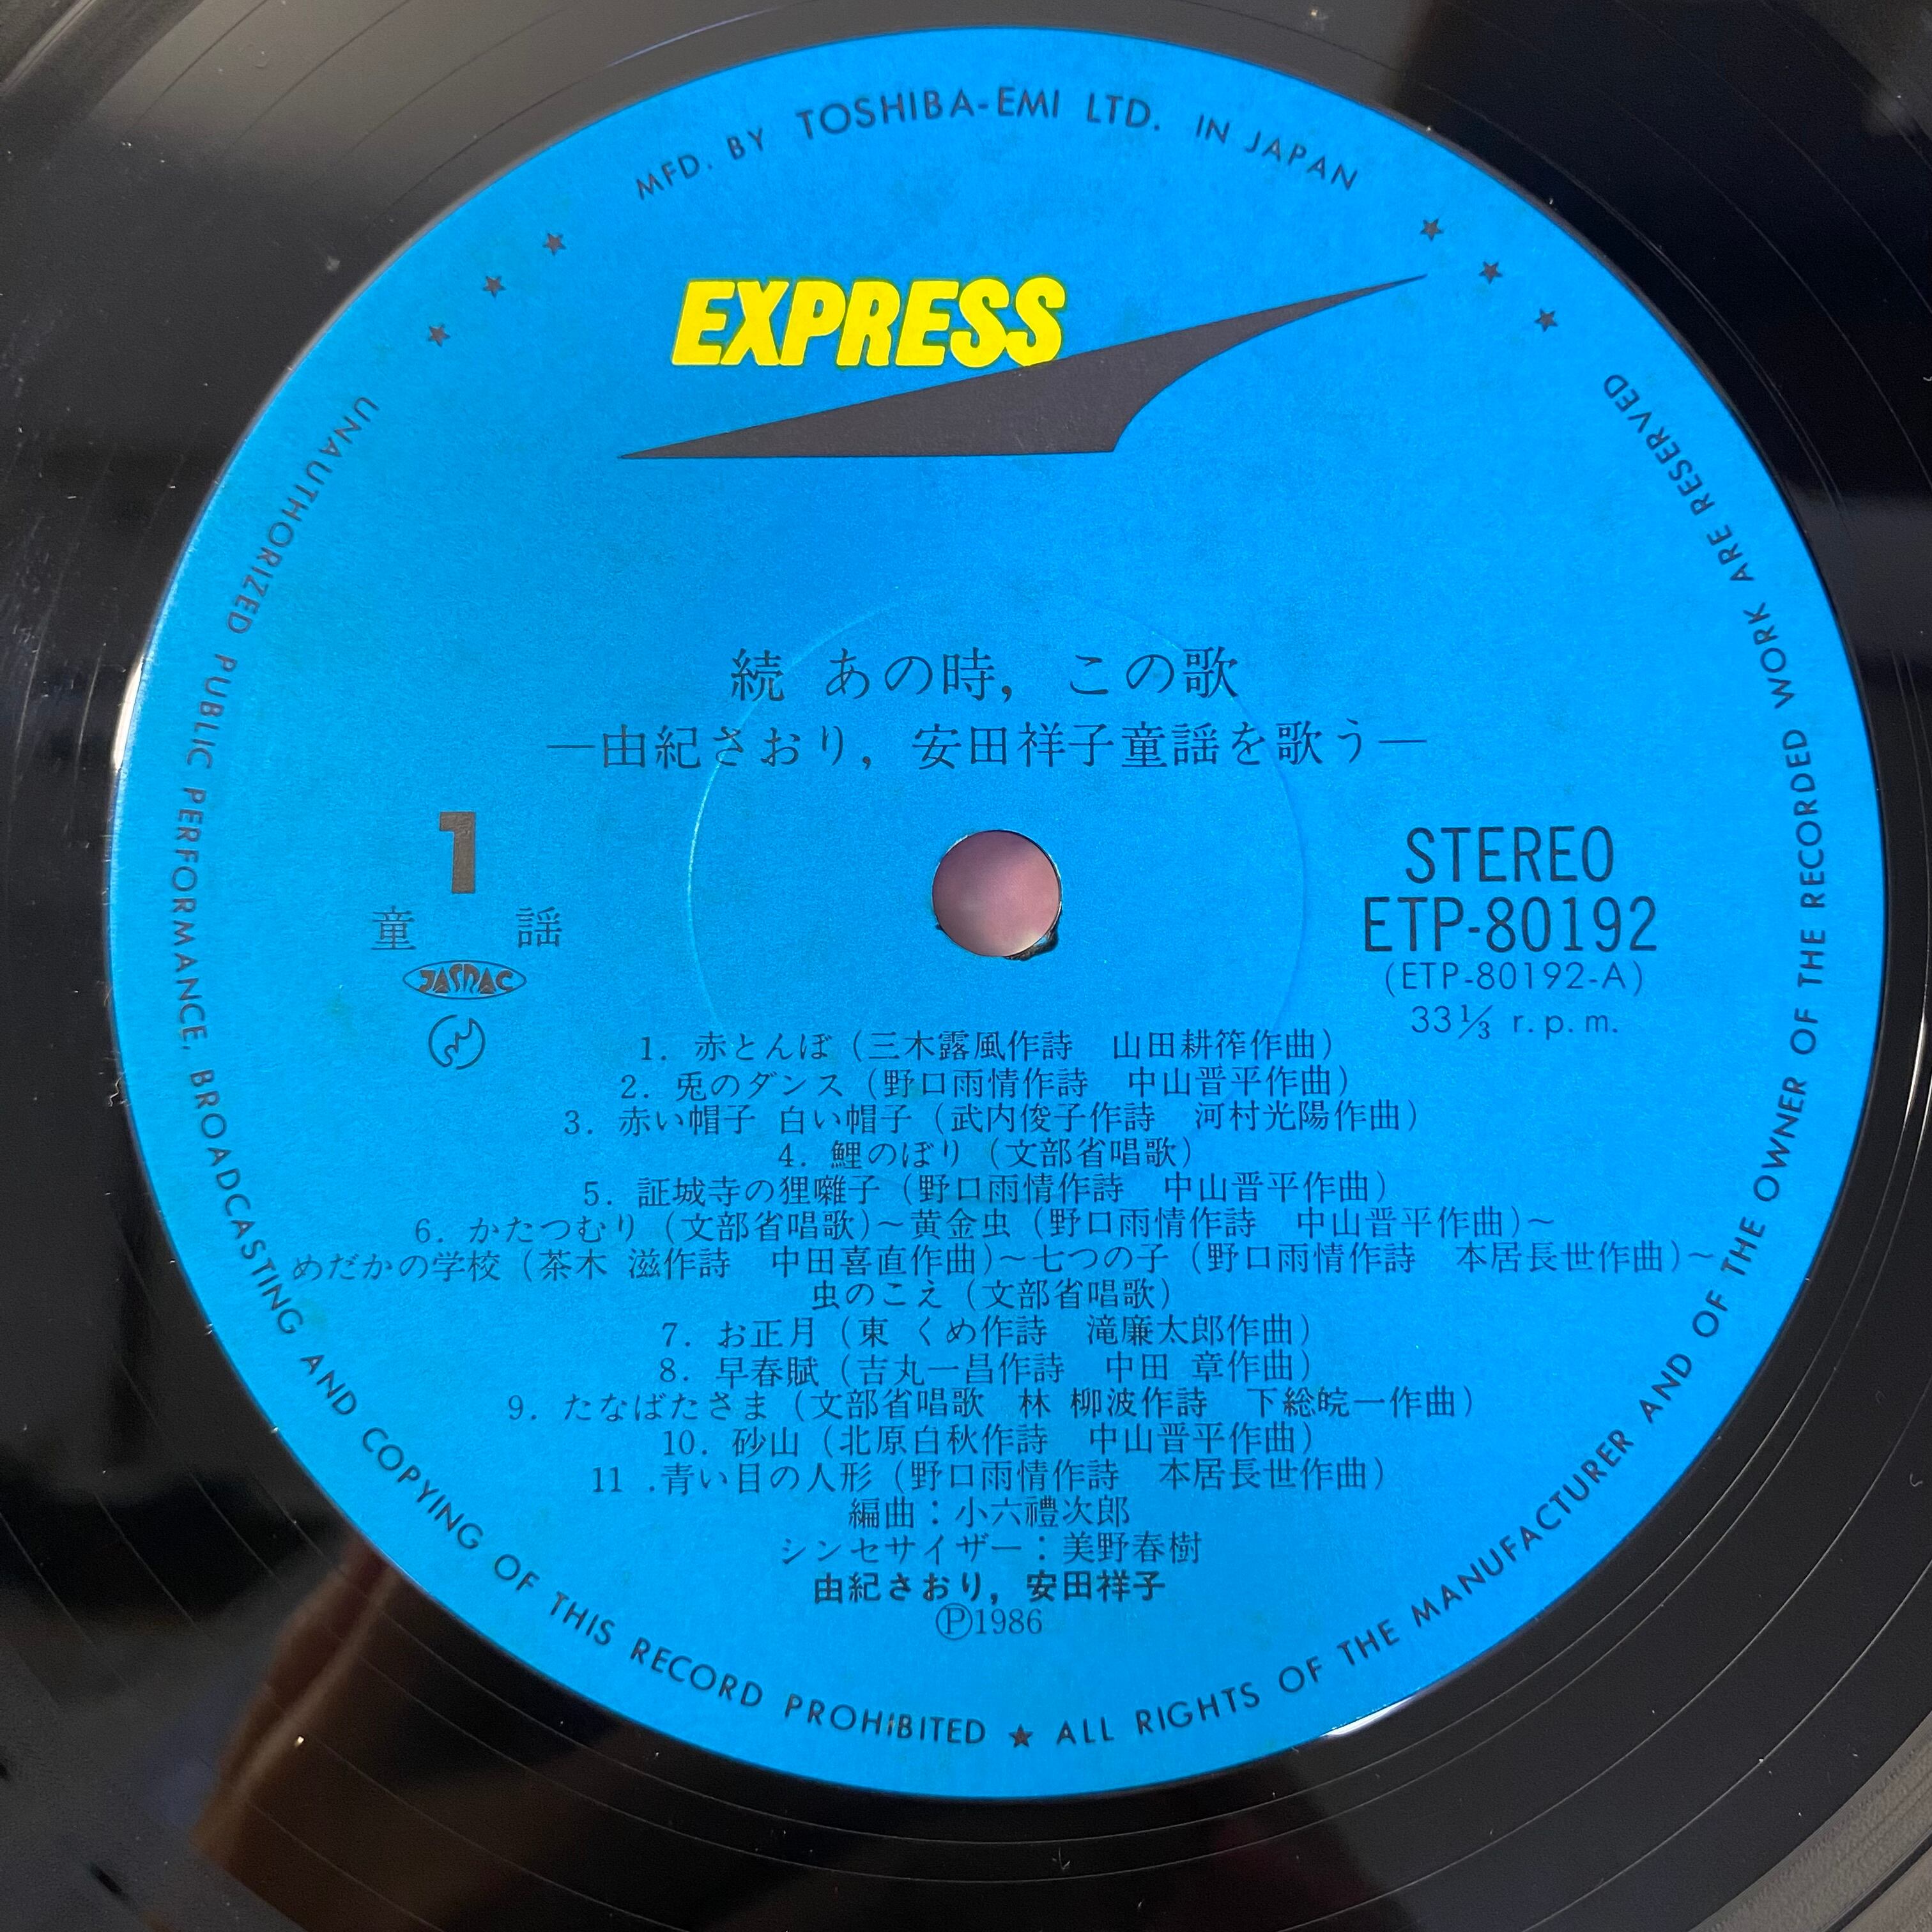 MFD. BY TOSHIBA-EMI LTD. IN JAPAN
EXPRESS
続 あの時, この歌
—由紀さおり, 安田祥子童謡を歌う—
1
童 謡
JASRAC
STEREO
ETP-80192
(ETP-80192-A)
33⅓ r.p.m.
1. 赤とんぼ (三木露風作詩 山田耕筰作曲)
2. 兎のダンス (野口雨情作詩 中山晋平作曲)
3. 赤い帽子 白い帽子 (武内俊子作詩 河村光陽作曲)
4. 鯉のぼり (文部省唱歌)
5. 証城寺の狸囃子 (野口雨情作詩 中山晋平作曲)
6. かたつむり (文部省唱歌)～黄金虫 (野口雨情作詩 中山晋平作曲)～
めだかの学校 (茶木 滋作詩 中田喜直作曲)～七つの子 (野口雨情作詩 本居長世作曲)～
虫のこえ (文部省唱歌)
7. お正月 (東 くめ作詩 滝廉太郎作曲)
8. 早春賦 (吉丸一昌作詩 中田 章作曲)
9. たなばたさま (文部省唱歌 林 柳波作詩 下総皖一作曲)
10. 砂山 (北原白秋作詩 中山晋平作曲)
11 .青い目の人形 (野口雨情作詩 本居長世作曲)
編曲：小六禮次郎
シンセサイザー：美野春樹
由紀さおり, 安田祥子
Ⓟ1986
UNAUTHORIZED PUBLIC PERFORMANCE, BROADCASTING AND COPYING OF THIS RECORD PROHIBITED ★ ALL RIGHTS OF THE MANUFACTURER AND OF THE OWNER OF THE RECORDED WORK ARE RESERVED